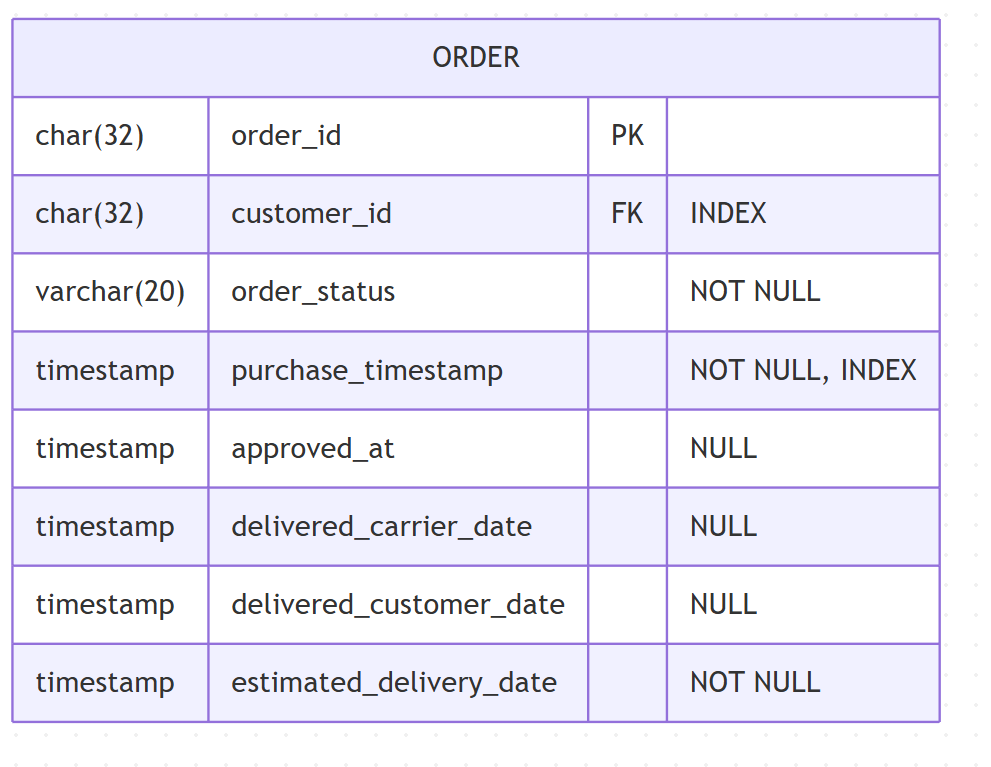 ORDER
char(32) order_id PK
char(32) customer_id FK INDEX
varchar(20) order_status NOT NULL
timestamp purchase_timestamp NOT NULL, INDEX
timestamp approved_at NULL
timestamp delivered_carrier_date NULL
timestamp delivered_customer_date NULL
timestamp estimated_delivery_date NOT NULL